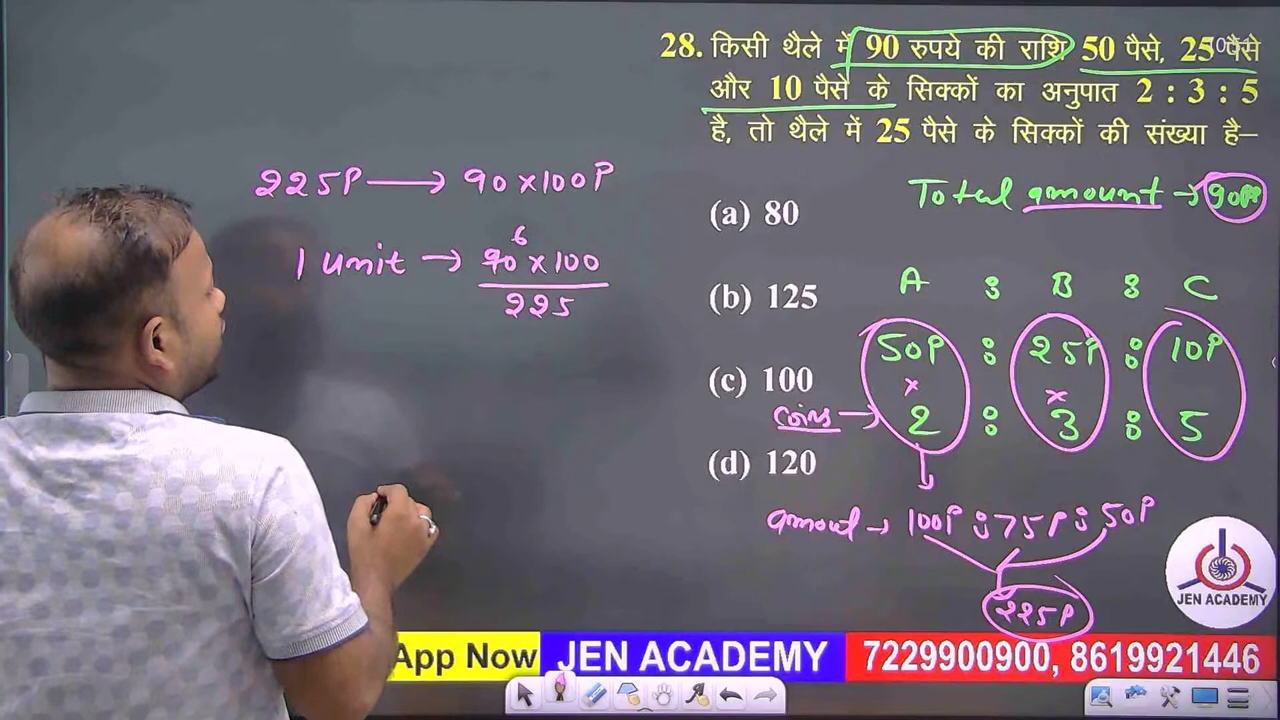 28. किसी थैले में 90 रुपये की राशि 50 पैसे, 25 पैसे
और 10 पैसे के सिक्कों का अनुपात 2 : 3 : 5
है, तो थैले में 25 पैसे के सिक्कों की संख्या है–
225P → 90×100P
Total amount → 90
(a) 80
6
1 unit → 90×100
225
(b) 125
A : B : C
50P : 25P : 10P
× ×
(c) 100
coins → 2 : 3 : 5
(d) 120
amout → 100P : 75P : 50P
225P
JEN ACADEMY
App Now
JEN ACADEMY
7229900900, 8619921446